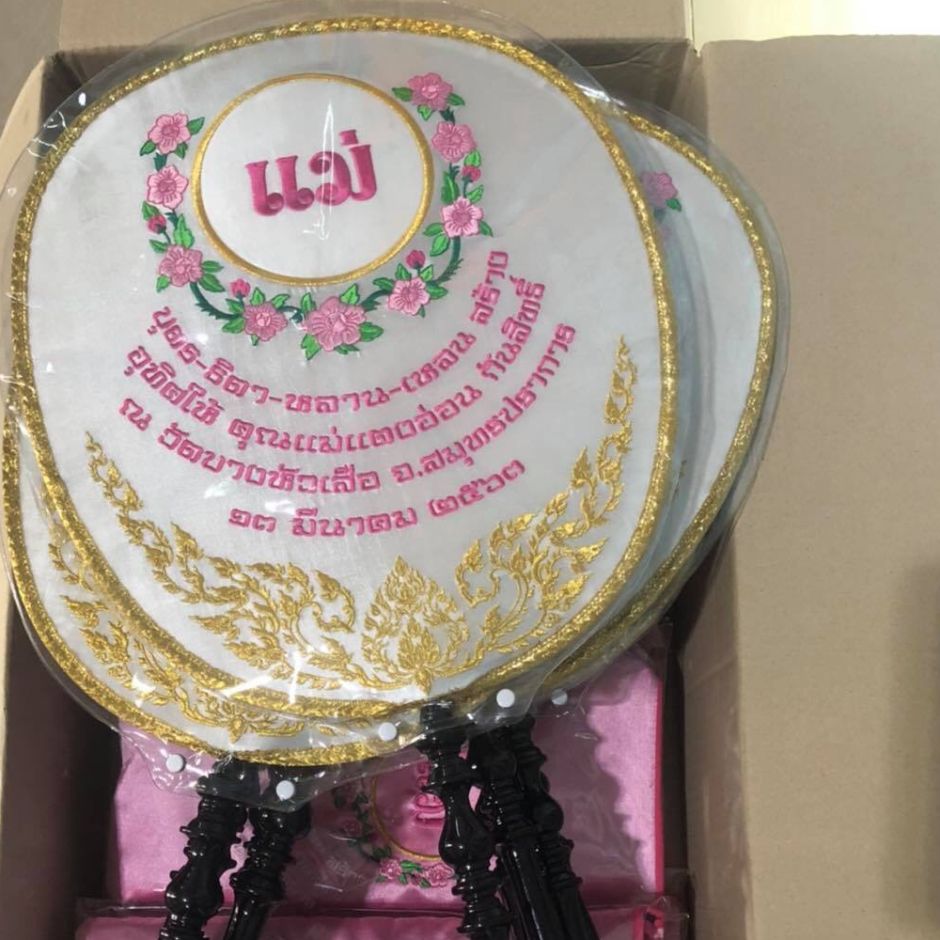 แม่
บุตร-ธิดา-หลาน-เหลน สร้าง
อุทิศให้ คุณแม่แตงอ่อน กันสิทธิ์
ณ วัดบางหัวเสือ จ.สมุทรปราการ
๑๓ มีนาคม ๒๕๖๓